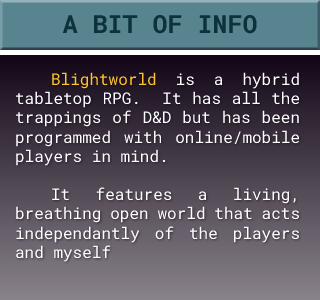 A BIT OF INFO
Blightworld is a hybrid
tabletop RPG. It has all the
trappings of D&D but has been
programmed with online/mobile
players in mind.
It features a living,
breathing open world that acts
independantly of the players
and myself